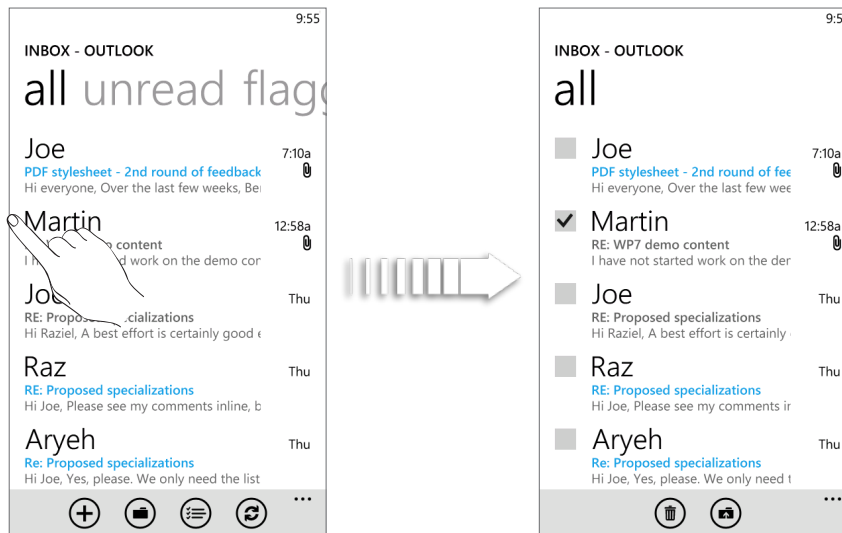 9:55
INBOX - OUTLOOK
all unread flagg
Joe
7:10a
PDF stylesheet - 2nd round of feedback
Hi everyone, Over the last few weeks, Be
Martin
12:58a
content
d work on the demo con
Joe
Thu
RE: Propos cializations
Hi Raziel, A best effort is certainly good e
Raz
Thu
RE: Proposed specializations
Hi Joe, Please see my comments inline, b
Aryeh
Thu
Re: Proposed specializations
Hi Joe, Yes, please. We only need the list
9:5
INBOX - OUTLOOK
all
Joe
7:10a
PDF stylesheet - 2nd round of fee
Hi everyone, Over the last few wee
Martin
12:58a
RE: WP7 demo content
I have not started work on the der
Joe
Thu
RE: Proposed specializations
Hi Raziel, A best effort is certainly
Raz
Thu
RE: Proposed specializations
Hi Joe, Please see my comments ir
Aryeh
Thu
Re: Proposed specializations
Hi Joe, Yes, please. We only need t